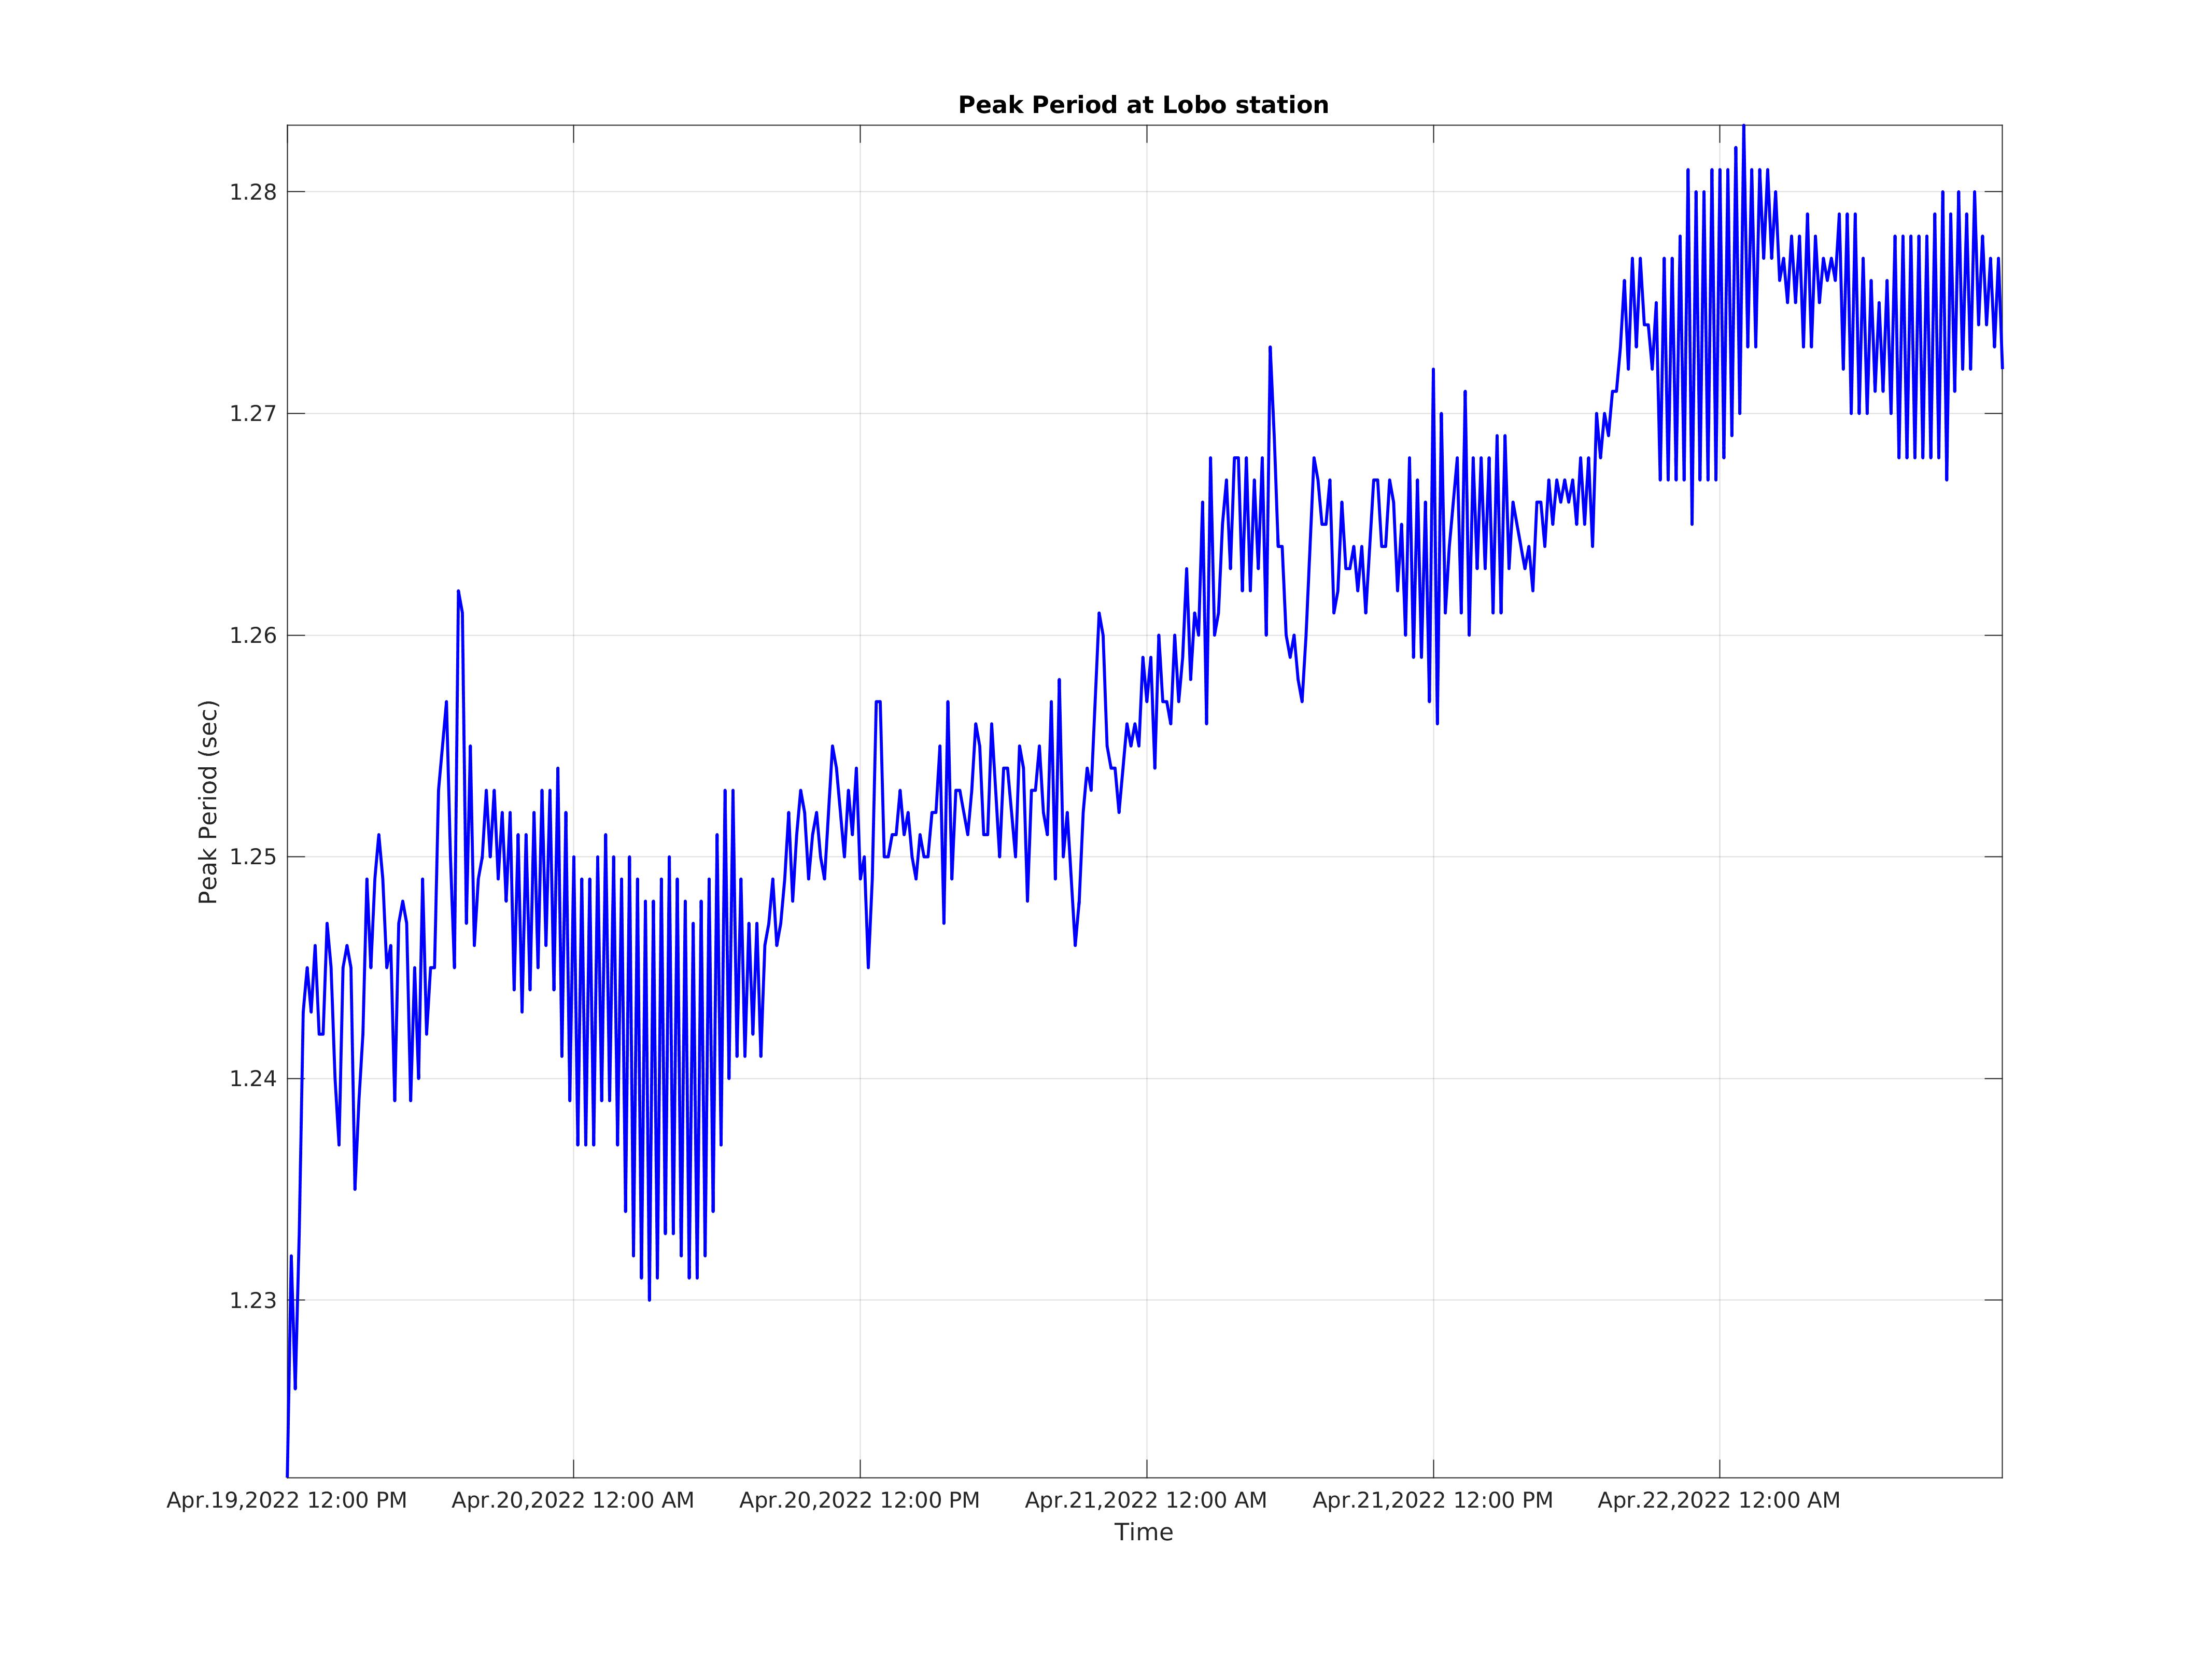 Peak Period at Lobo station
Peak Period (sec)
1.28
1.27
1.26
1.25
1.24
1.23
Apr.19,2022 12:00 PM
Apr.20,2022 12:00 AM
Apr.20,2022 12:00 PM
Apr.21,2022 12:00 AM
Apr.21,2022 12:00 PM
Apr.22,2022 12:00 AM
Time